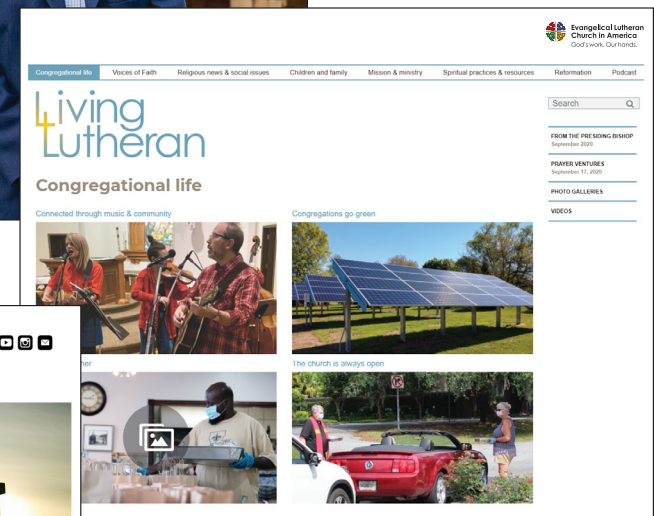 Evangelical Lutheran
Church in America
God's work. Our hands.
Congregational life Voices of Faith Religious news & social issues Children and family Mission & ministry Spiritual practices & resources Reformation Podcast
Living
Lutheran
Search
FROM THE PRESIDING BISHOP
September 2020
PRAYER VENTURES
September 17, 2020
PHOTO GALLERIES
VIDEOS
Congregational life
Connected through music & community
Congregations go green
The church is always open